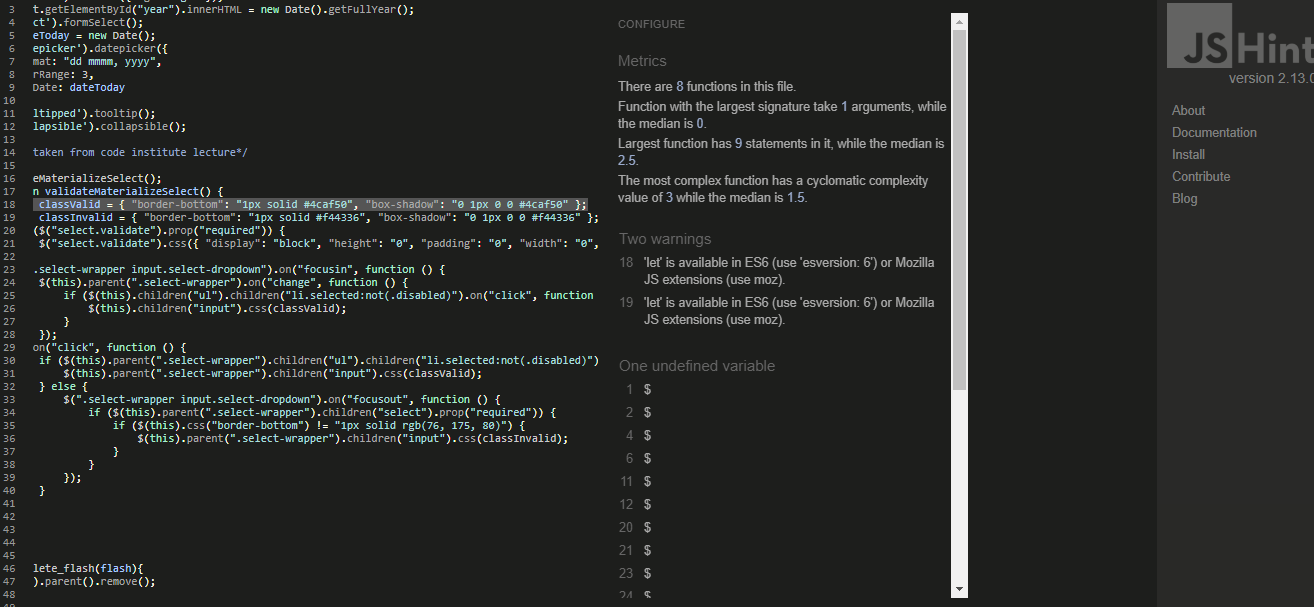 3 t.getElementById("year").innerHTML = new Date().getFullYear();
4 ct').formSelect();
5 eToday = new Date();
6 epicker').datepicker({
7 mat: "dd mmmm, yyyy",
8 rRange: 3,
9 Date: dateToday
10
11 ltipped').tooltip();
12 lapsible').collapsible();
13
14 taken from code institute lecture*/
15
16 eMaterializeSelect();
17 n validateMaterializeSelect() {
18 classValid = { "border-bottom": "1px solid #4caf50", "box-shadow": "0 1px 0 0 #4caf50" };
19 classInvalid = { "border-bottom": "1px solid #f44336", "box-shadow": "0 1px 0 0 #f44336" };
20 ($("select.validate").prop("required")) {
21 $("select.validate").css({ "display": "block", "height": "0", "padding": "0", "width": "0",
22
23 .select-wrapper input.select-dropdown").on("focusin", function () {
24 $(this).parent(".select-wrapper").on("change", function () {
25 if ($(this).children("ul").children("li.selected:not(.disabled)").on("click", function
26 $(this).children("input").css(classValid);
27 }
28 });
29 on("click", function () {
30 if ($(this).parent(".select-wrapper").children("ul").children("li.selected:not(.disabled)")
31 $(this).parent(".select-wrapper").children("input").css(classValid);
32 } else {
33 $(".select-wrapper input.select-dropdown").on("focusout", function () {
34 if ($(this).parent(".select-wrapper").children("select").prop("required")) {
35 if ($(this).css("border-bottom") != "1px solid rgb(76, 175, 80)") {
36 $(this).parent(".select-wrapper").children("input").css(classInvalid);
37 }
38 }
39 });
40 }
41
42
43
44
45
46 lete_flash(flash){
47 ).parent().remove();
48
CONFIGURE
Metrics
There are 8 functions in this file.
Function with the largest signature take 1 arguments, while
the median is 0.
Largest function has 9 statements in it, while the median is
2.5.
The most complex function has a cyclomatic complexity
value of 3 while the median is 1.5.
Two warnings
18 'let' is available in ES6 (use 'esversion: 6') or Mozilla
JS extensions (use moz).
19 'let' is available in ES6 (use 'esversion: 6') or Mozilla
JS extensions (use moz).
One undefined variable
1 $
2 $
4 $
6 $
11 $
12 $
20 $
21 $
23 $
24 $
JSHint
version 2.13.0
About
Documentation
Install
Contribute
Blog